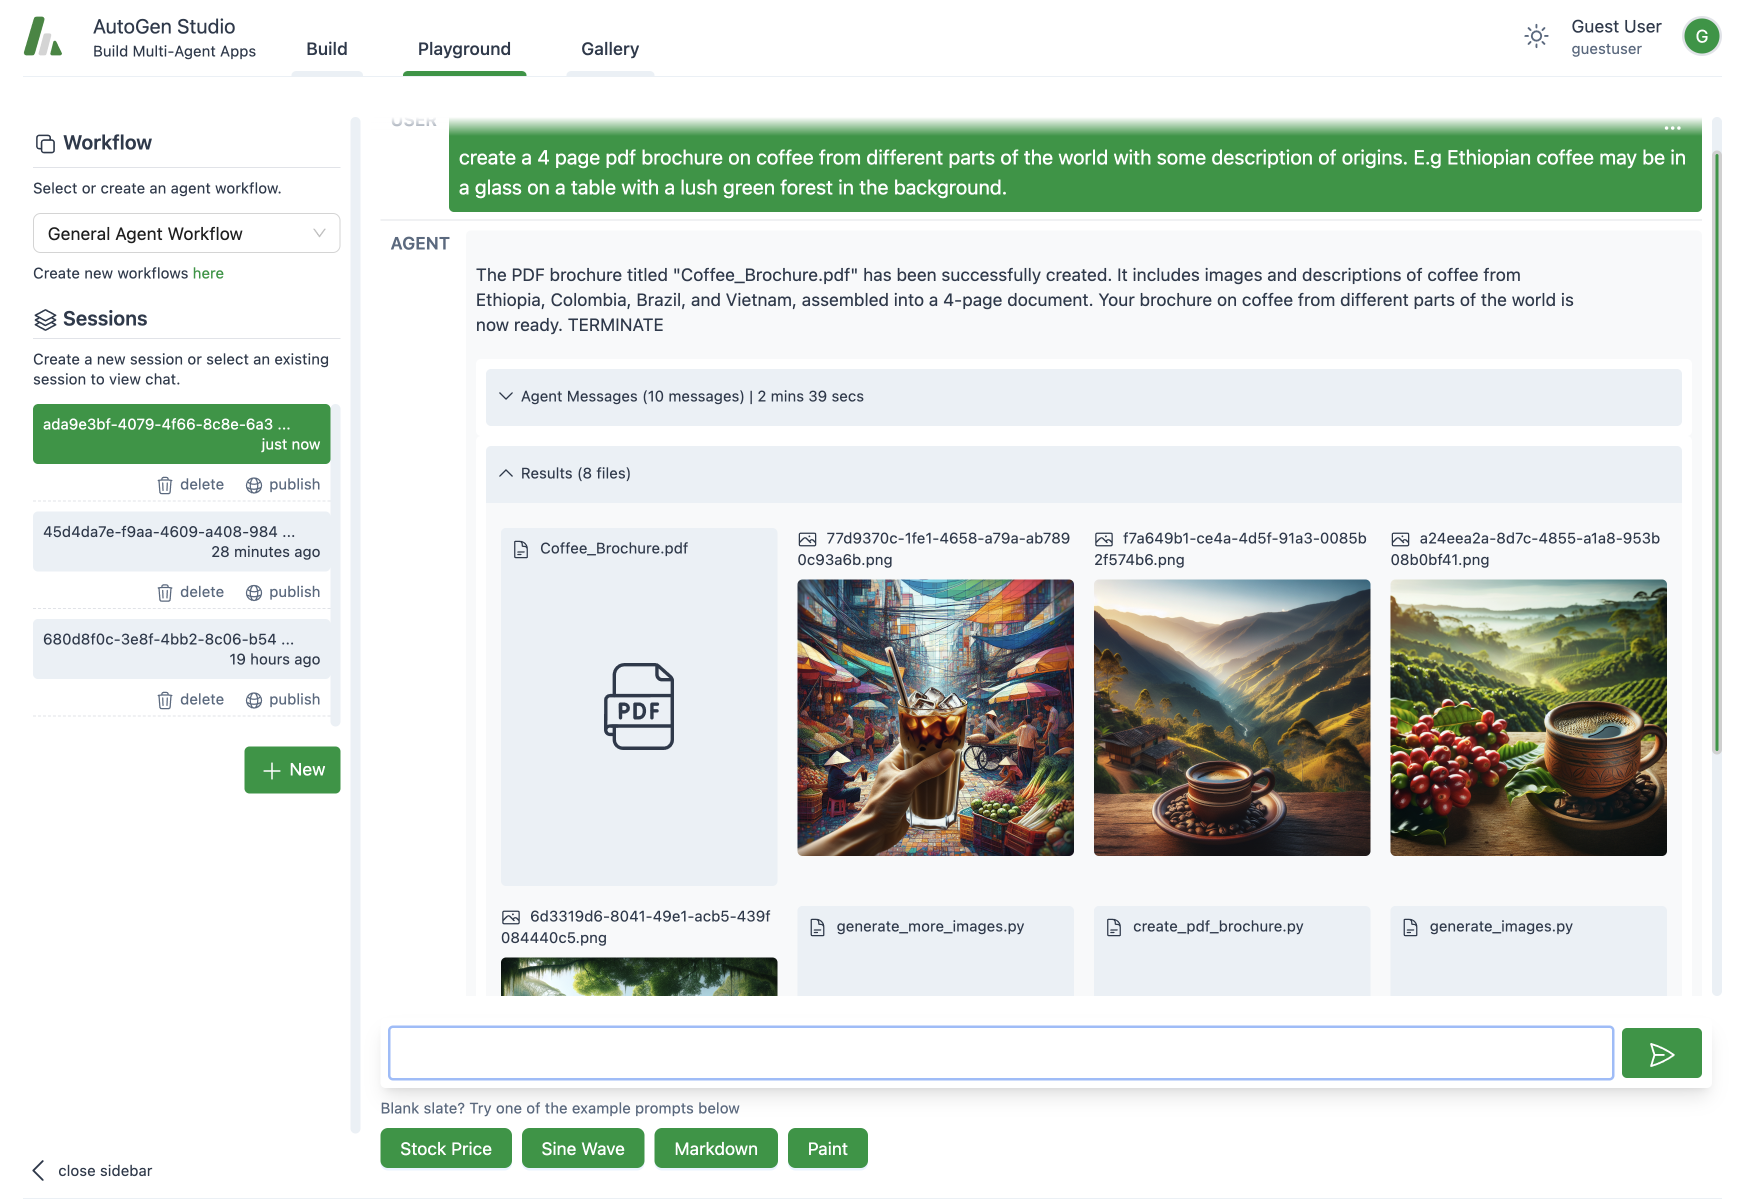 AutoGen Studio
Build Multi-Agent Apps
Build
Playground
Gallery
Guest User
guestuser
G
Workflow
Select or create an agent workflow.
General Agent Workflow
Create new workflows here
Sessions
Create a new session or select an existing
session to view chat.
ada9e3bf-4079-4f66-8c8e-6a3 ...
just now
delete
publish
45d4da7e-f9aa-4609-a408-984 ...
28 minutes ago
delete
publish
680d8f0c-3e8f-4bb2-8c06-b54 ...
19 hours ago
delete
publish
New
close sidebar
USER
...
create a 4 page pdf brochure on coffee from different parts of the world with some description of origins. E.g Ethiopian coffee may be in
a glass on a table with a lush green forest in the background.
AGENT
The PDF brochure titled "Coffee_Brochure.pdf" has been successfully created. It includes images and descriptions of coffee from
Ethiopia, Colombia, Brazil, and Vietnam, assembled into a 4-page document. Your brochure on coffee from different parts of the world is
now ready. TERMINATE
Agent Messages (10 messages) | 2 mins 39 secs
Results (8 files)
Coffee_Brochure.pdf
PDF
77d9370c-1fe1-4658-a79a-ab789
0c93a6b.png
f7a649b1-ce4a-4d5f-91a3-0085b
2f574b6.png
a24eea2a-8d7c-4855-a1a8-953b
08b0bf41.png
6d3319d6-8041-49e1-acb5-439f
084440c5.png
generate_more_images.py
create_pdf_brochure.py
generate_images.py
Blank slate? Try one of the example prompts below
Stock Price
Sine Wave
Markdown
Paint